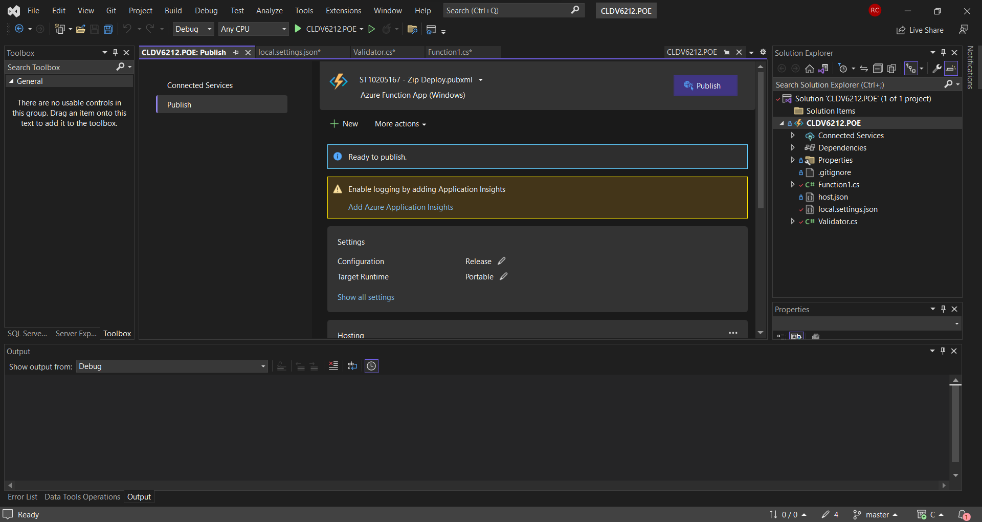 File Edit View Git Project Build Debug Test Analyze Tools Extensions Window Help Search (Ctrl+Q) CLDV6212.POE RC
Debug Any CPU CLDV6212.POE Live Share
Toolbox
Search Toolbox
General
There are no usable controls in
this group. Drag an item onto this
text to add it to the toolbox.
SQL Serve... Server Exp... Toolbox
CLDV6212.POE: Publish local.settings.json* Validator.cs* Function1.cs* CLDV6212.POE
Connected Services
Publish
ST10205167 - Zip Deploy.pubxml
Azure Function App (Windows)
Publish
New More actions
Ready to publish.
Enable logging by adding Application Insights
Add Azure Application Insights
Settings
Configuration Release
Target Runtime Portable
Show all settings
Hosting
Solution Explorer
Search Solution Explorer (Ctrl+;)
Solution 'CLDV6212.POE' (1 of 1 project)
Solution Items
CLDV6212.POE
Connected Services
Dependencies
Properties
.gitignore
C# Function1.cs
host.json
local.settings.json
C# Validator.cs
Properties
Notifications
Output
Show output from: Debug
Error List Data Tools Operations Output
Ready 0 / 0 4 master C 1